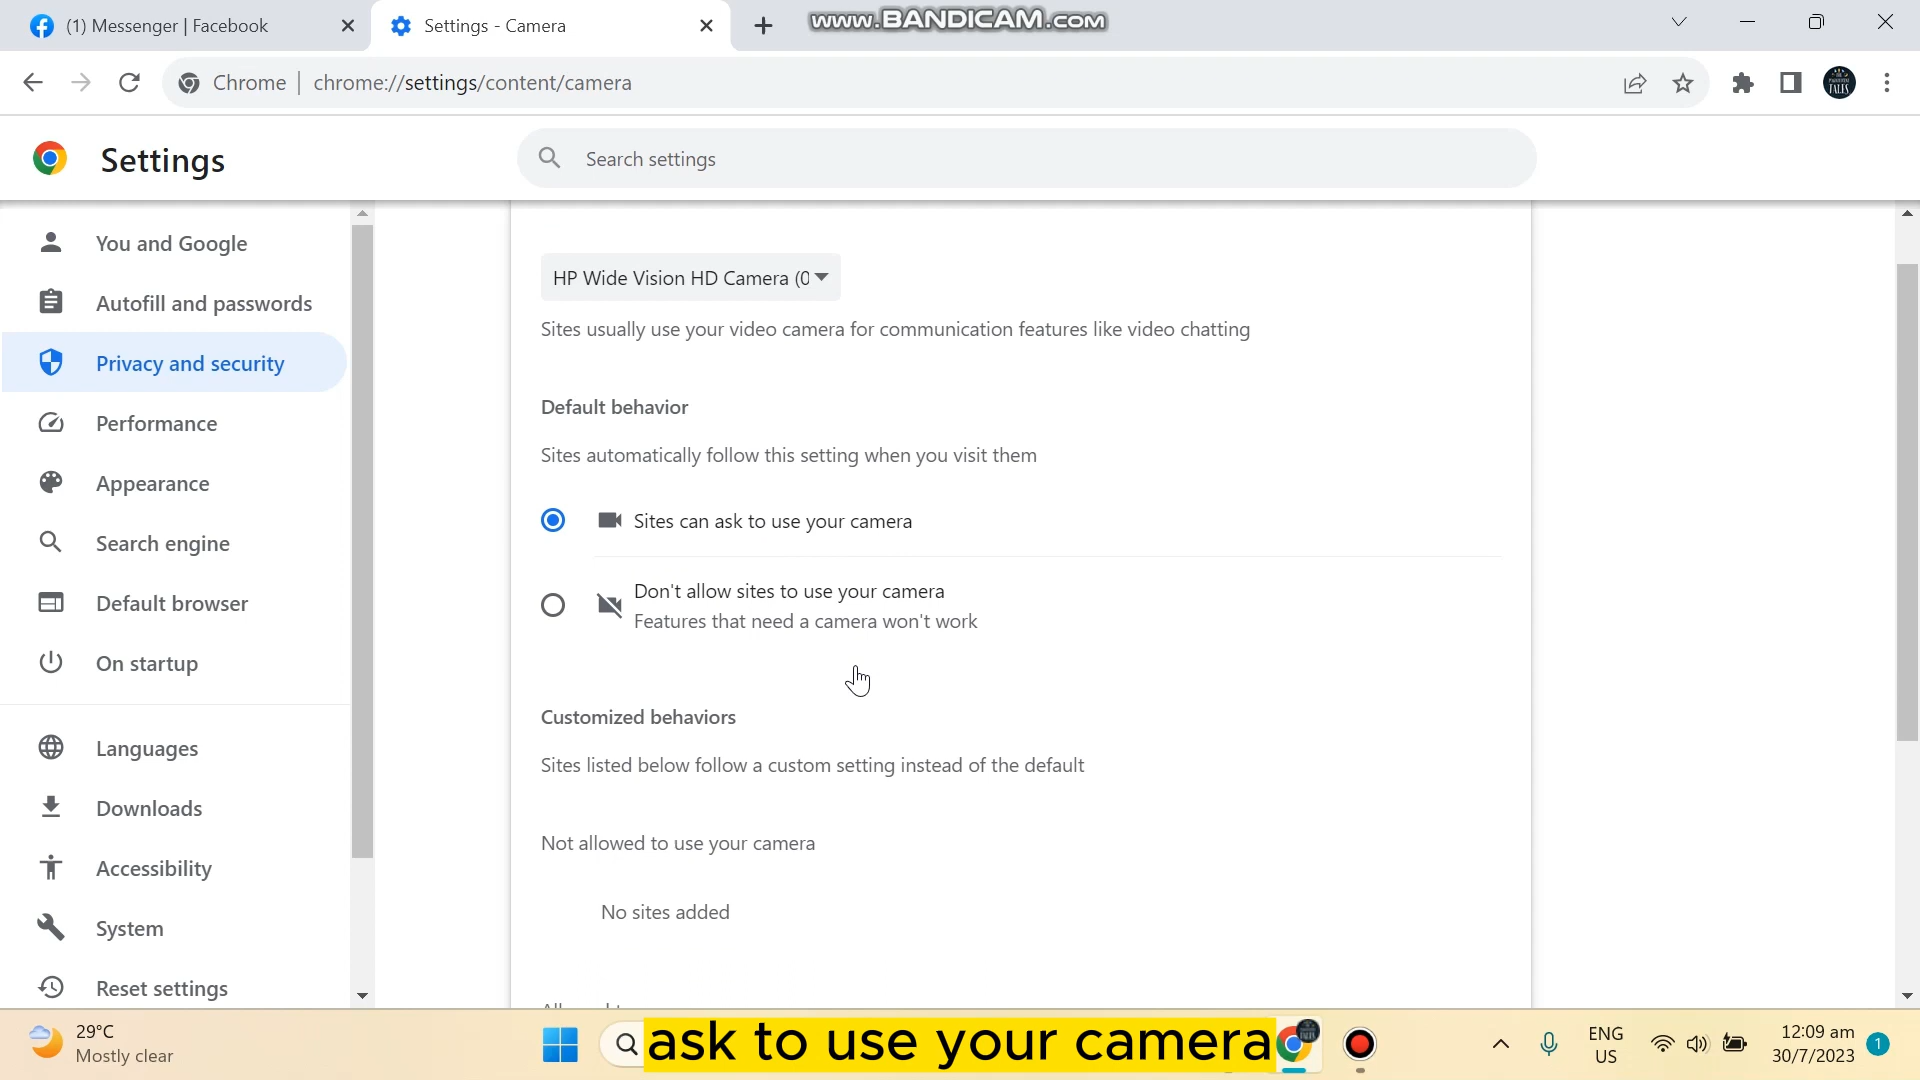 (1) Messenger | Facebook
Settings - Camera
www.BANDICAM.com
Chrome
chrome://settings/content/camera
Settings
Search settings
You and Google
Autofill and passwords
Privacy and security
Performance
Appearance
Search engine
Default browser
On startup
Languages
Downloads
Accessibility
System
Reset settings
HP Wide Vision HD Camera (0
Sites usually use your video camera for communication features like video chatting
Default behavior
Sites automatically follow this setting when you visit them
Sites can ask to use your camera
Don't allow sites to use your camera
Features that need a camera won't work
Customized behaviors
Sites listed below follow a custom setting instead of the default
Not allowed to use your camera
No sites added
29°C
Mostly clear
ask to use your camera
ENG
US
12:09 am
30/7/2023
1